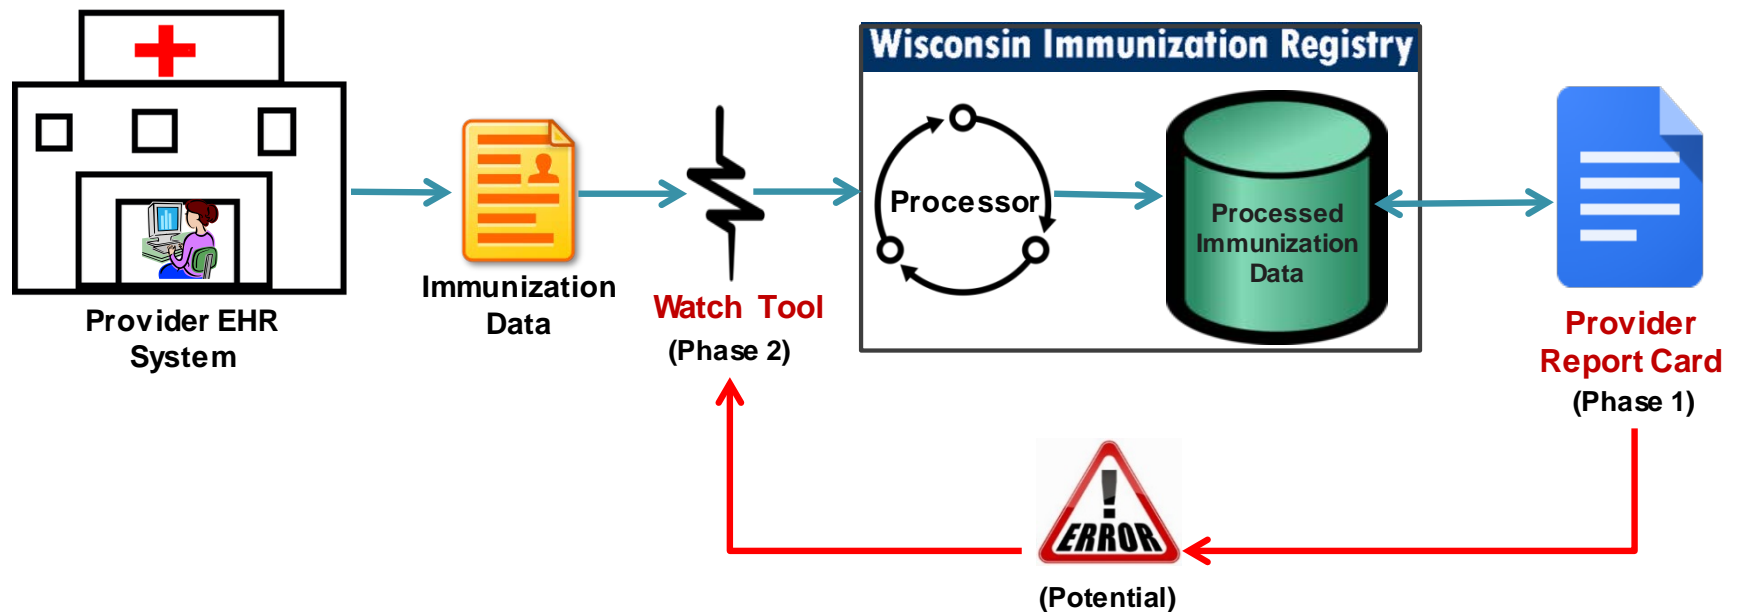 Wisconsin Immunization Registry
Processor
Processed
Immunization
Data
Immunization
Data
Provider EHR
System
Watch Tool
(Phase 2)
Provider
Report Card
(Phase 1)
ERROR
(Potential)